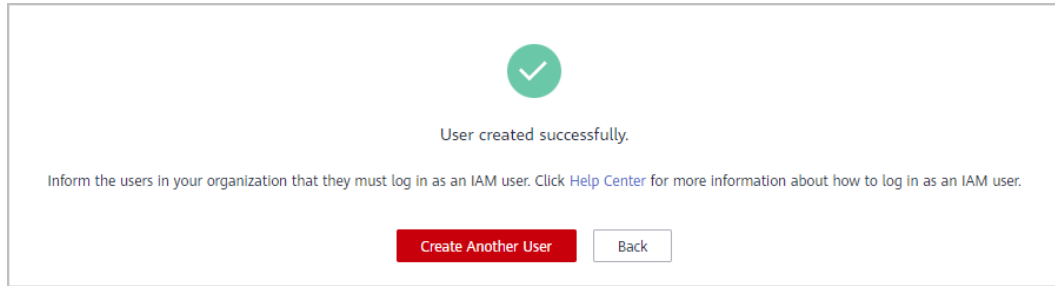 User created successfully.
Inform the users in your organization that they must log in as an IAM user. Click Help Center for more information about how to log in as an IAM user.
Create Another User
Back